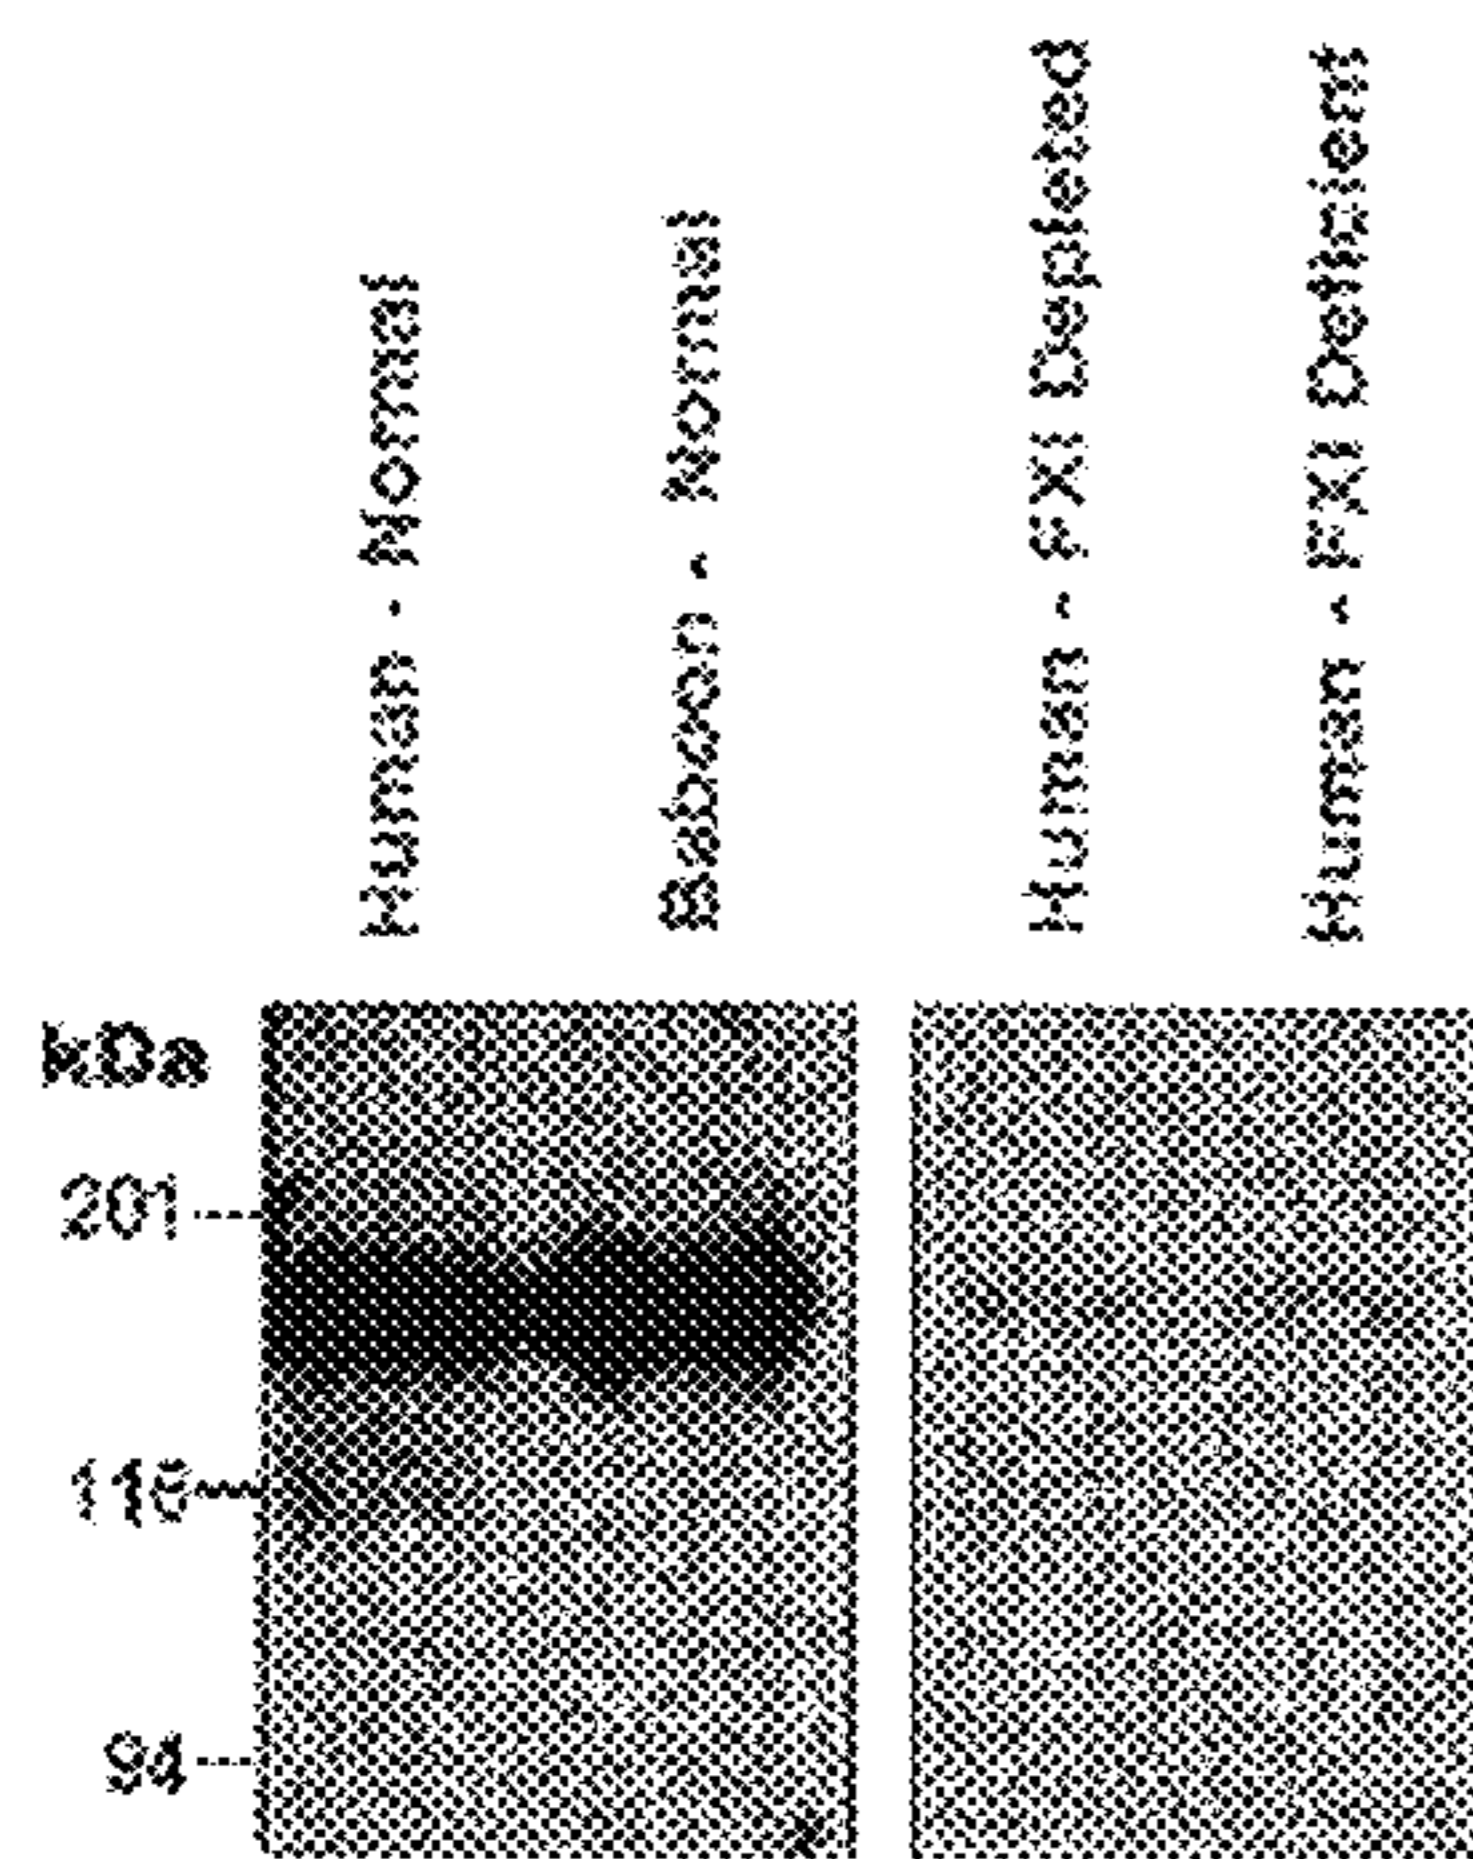 Human - Normal
Baboon - Normal
Human - FXI Depleted
Human - FXI Deficient
kDa
201
116
94